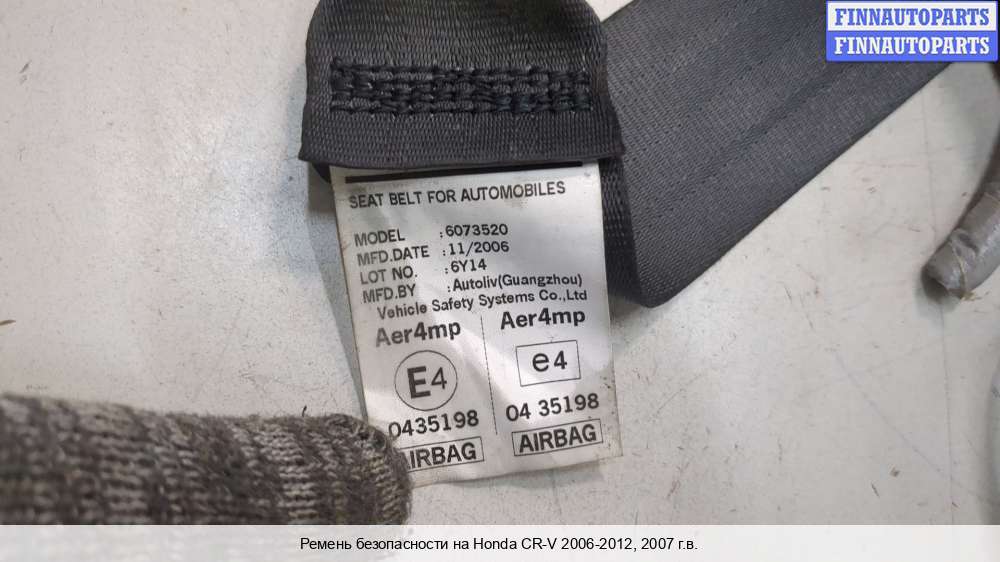 FINNAUTOPARTS
FINNAUTOPARTS
SEAT BELT FOR AUTOMOBILES
MODEL :6073520
MFD.DATE :11/2006
LOT NO. :6Y14
MFD.BY :Autoliv(Guangzhou)
Vehicle Safety Systems Co.,Ltd
Aer4mp Aer4mp
E4 e4
0435198 04 35198
AIRBAG AIRBAG
Ремень безопасности на Honda CR-V 2006-2012, 2007 г.в.